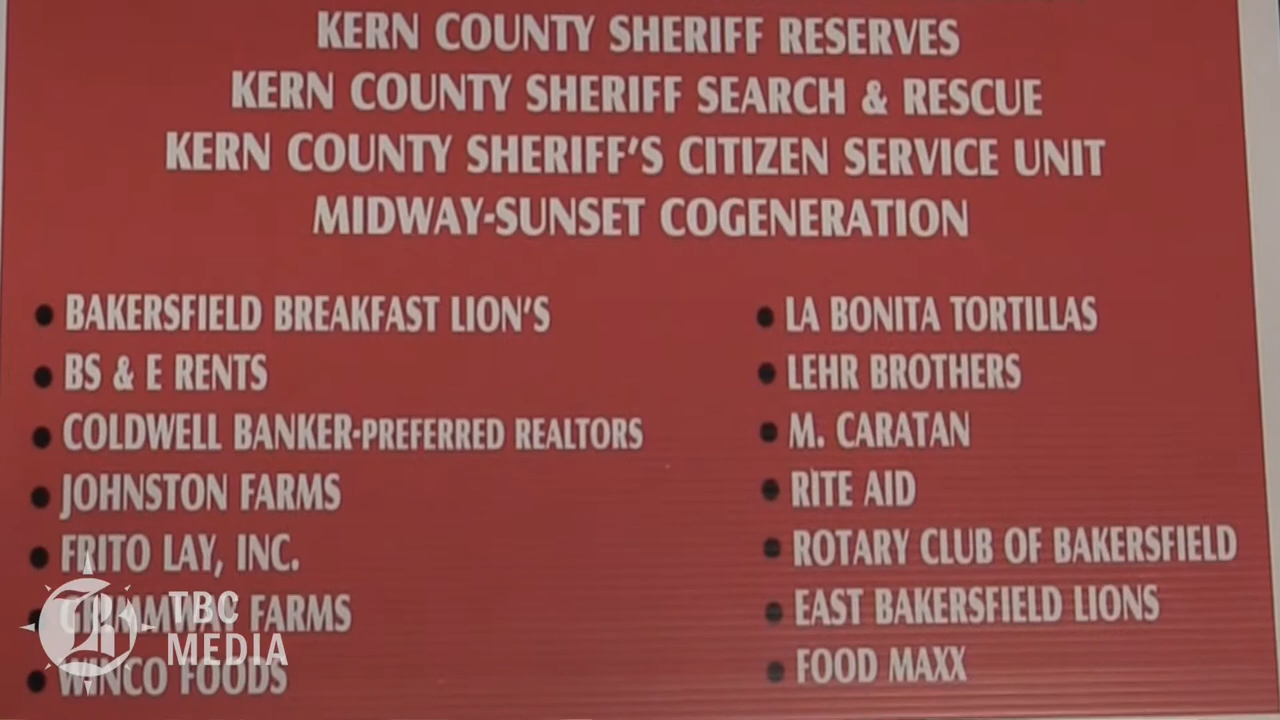 KERN COUNTY SHERIFF RESERVES
KERN COUNTY SHERIFF SEARCH & RESCUE
KERN COUNTY SHERIFF'S CITIZEN SERVICE UNIT
MIDWAY-SUNSET COGENERATION
• BAKERSFIELD BREAKFAST LION'S
• BS & E RENTS
• COLDWELL BANKER-PREFERRED REALTORS
• JOHNSTON FARMS
• FRITO LAY, INC.
• GRIMMWAY FARMS
• WINCO FOODS
• LA BONITA TORTILLAS
• LEHR BROTHERS
• M. CARATAN
• RITE AID
• ROTARY CLUB OF BAKERSFIELD
• EAST BAKERSFIELD LIONS
• FOOD MAXX
TBC
MEDIA